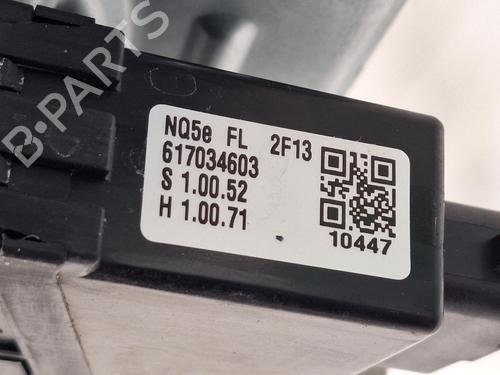 B-PARTS
NQ5e FL 2F13
617034603
S 1.00.52
H 1.00.71
10447